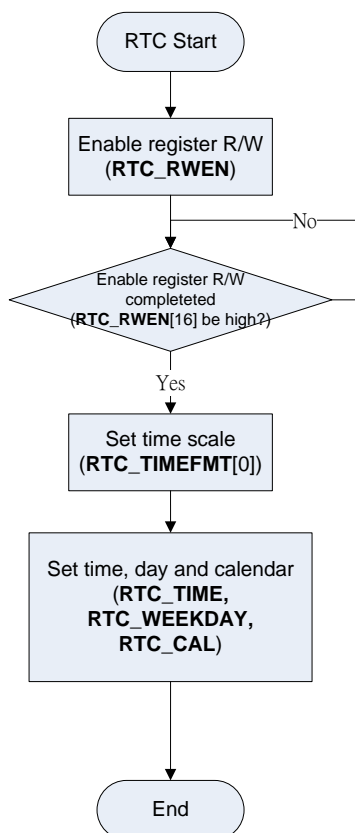 RTC Start
Enable register R/W
(RTC_RWEN)
No
Enable register R/W
completeted
(RTC_RWEN[16] be high?)
Yes
Set time scale
(RTC_TIMEFMT[0])
Set time, day and calendar
(RTC_TIME,
RTC_WEEKDAY,
RTC_CAL)
End